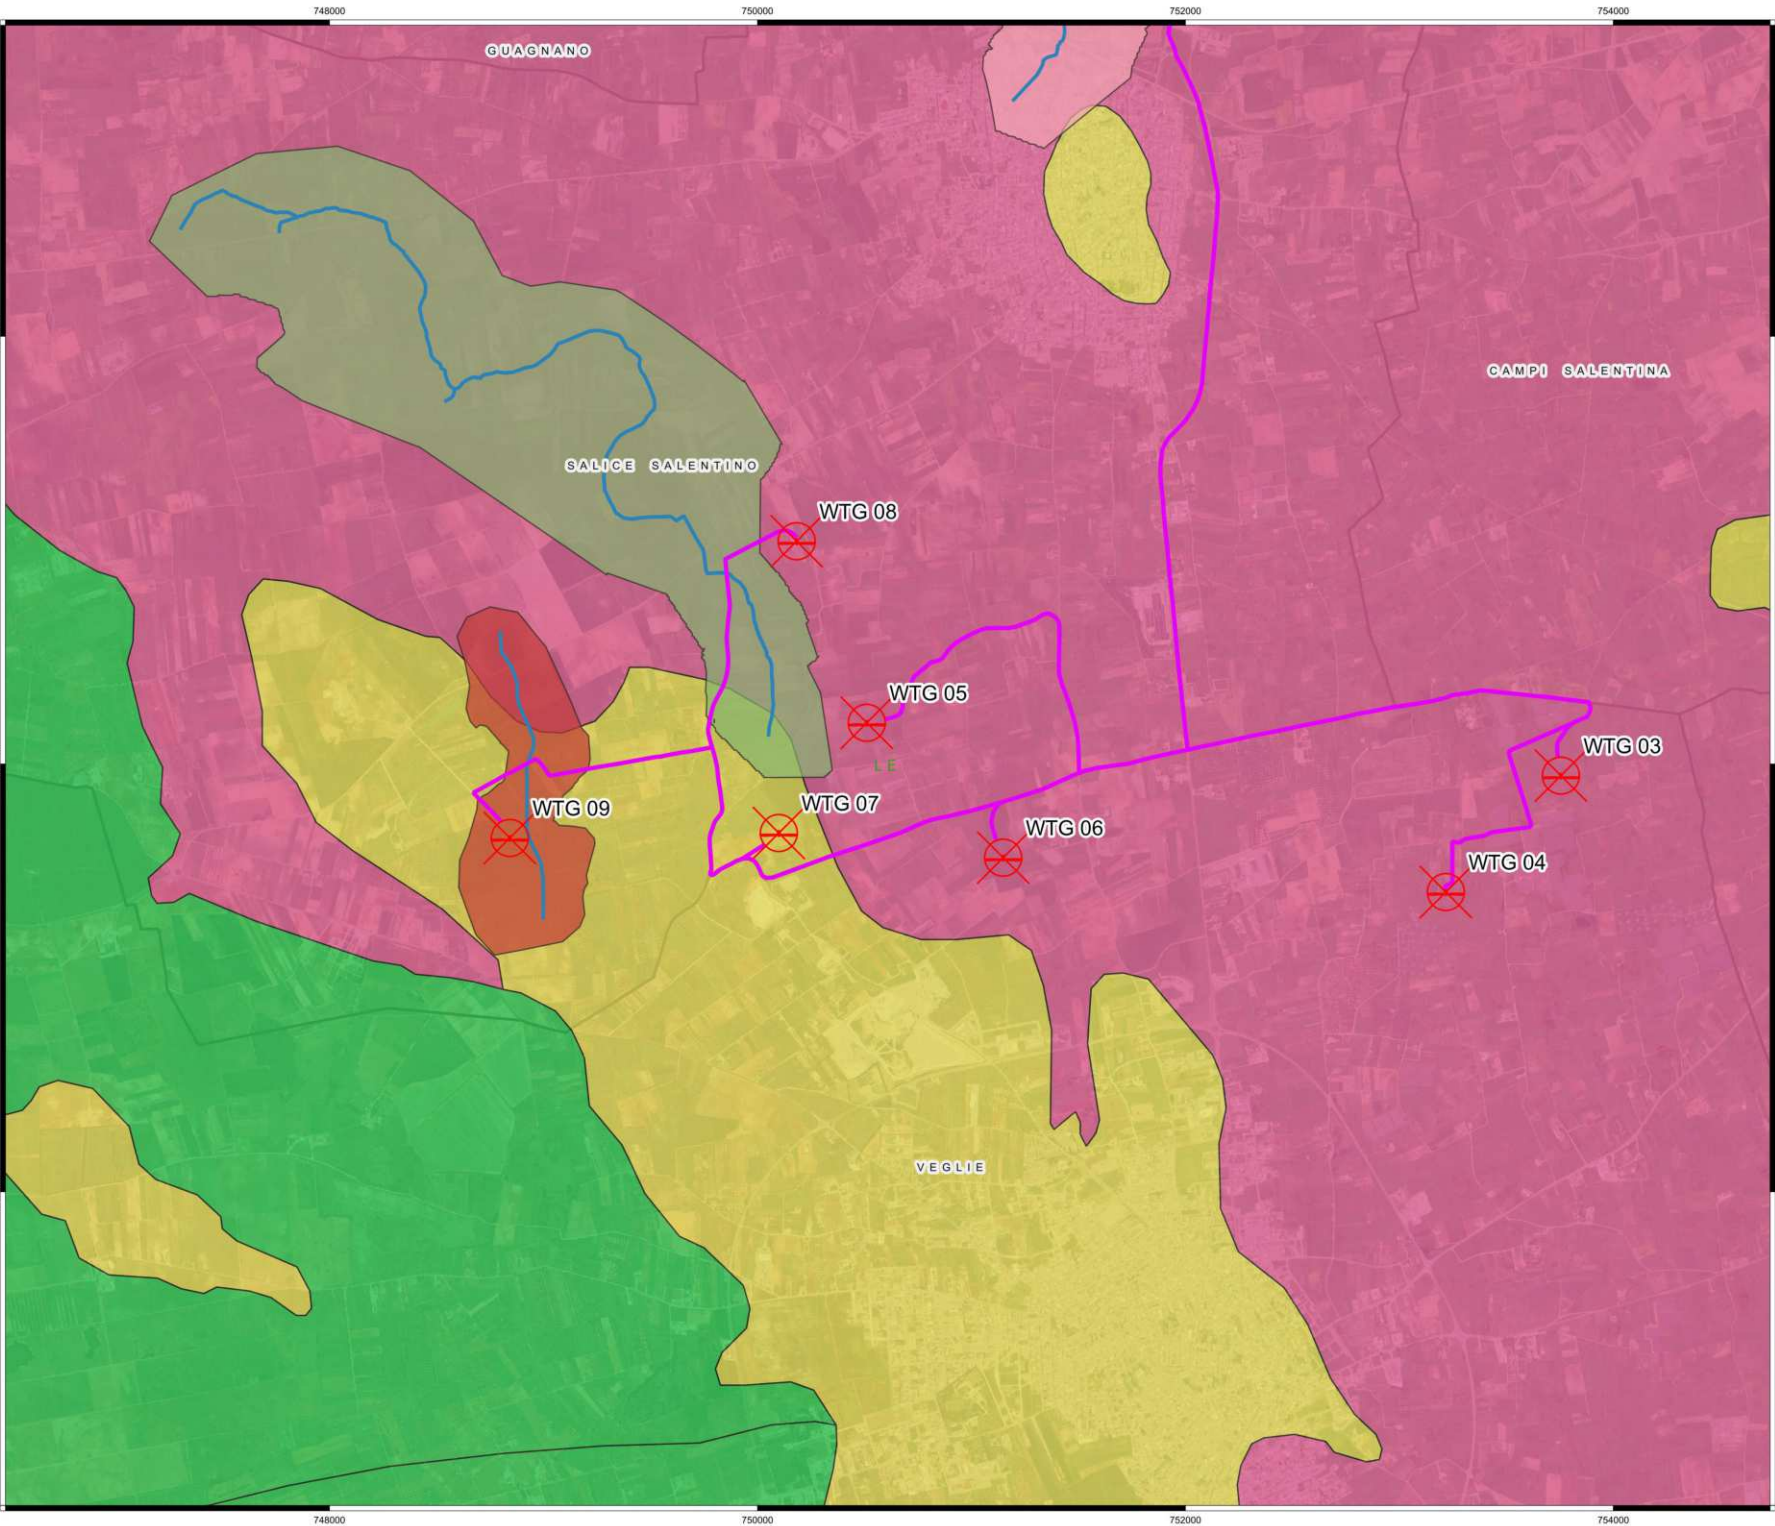 748000 750000 752000 754000
GUAGNANO
CAMPI SALENTINA
SALICE SALENTINO
WTG 08
WTG 05
WTG 03
LE
WTG 07
WTG 09
WTG 06
WTG 04
VEGLIE
748000 750000 752000 754000